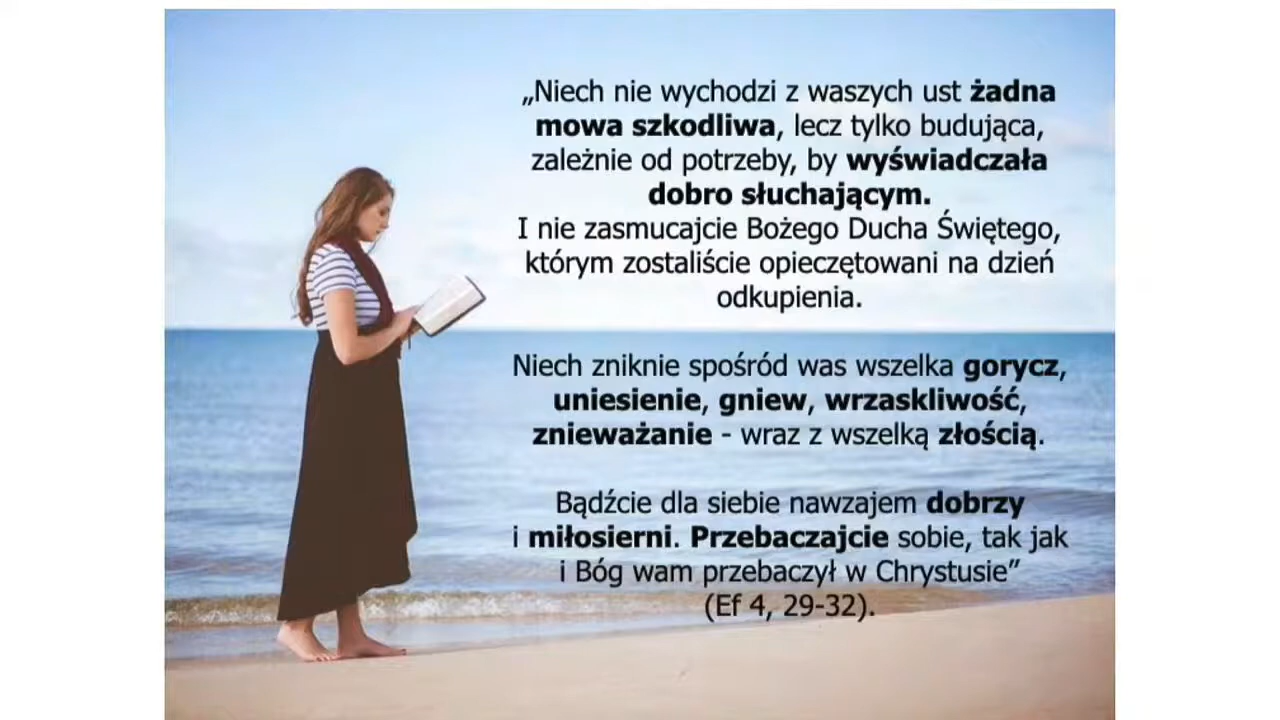 „Niech nie wychodzi z waszych ust żadna
mowa szkodliwa, lecz tylko budująca,
zależnie od potrzeby, by wyświadczała
dobro słuchającym.
I nie zasmucajcie Bożego Ducha Świętego,
którym zostaliście opieczętowani na dzień
odkupienia.
Niech zniknie spośród was wszelka gorycz,
uniesienie, gniew, wrzaskliwość,
znieważanie - wraz z wszelką złością.
Bądźcie dla siebie nawzajem dobrzy
i miłosierni. Przebaczajcie sobie, tak jak
i Bóg wam przebaczył w Chrystusie”
(Ef 4, 29-32).